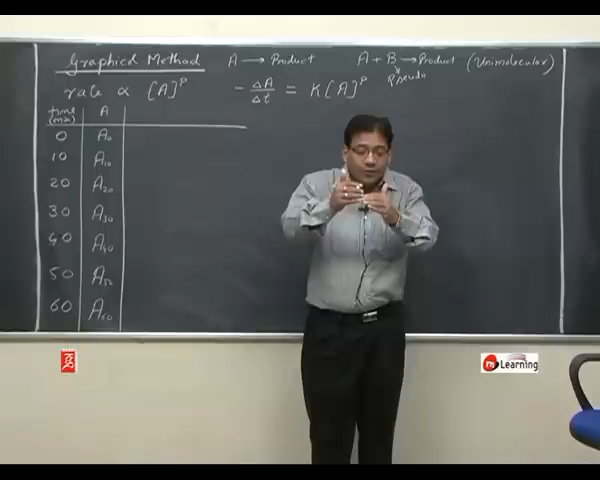 Graphical Method A → Product A + B → Product (Unimolecular)
Pseudo
rate ∝ [A]^p - ΔA/Δt = K[A]^p
time (min) A
0 A₀
10 A₁₀
20 A₂₀
30 A₃₀
40 A₄₀
50 A₅₀
60 A₆₀
Learning